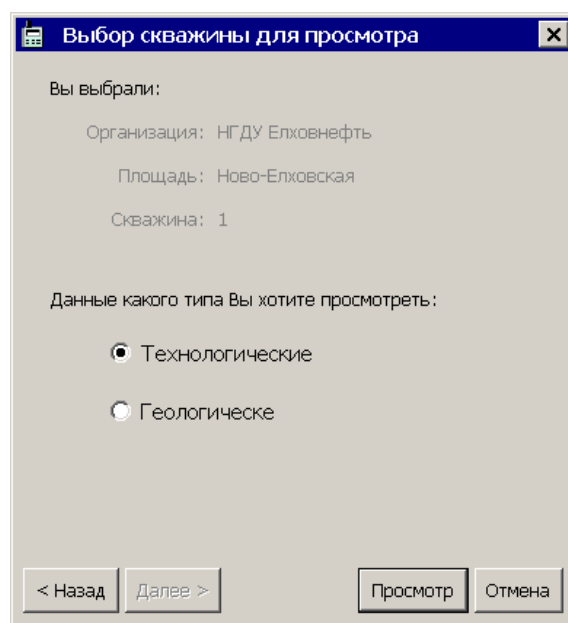 Выбор скважины для просмотра
Вы выбрали:
Организация: НГДУ Елховнефть
Площадь: Ново-Елховская
Скважина: 1
Данные какого типа Вы хотите просмотреть:
Технологические
Геологическе
< Назад Далее > Просмотр Отмена